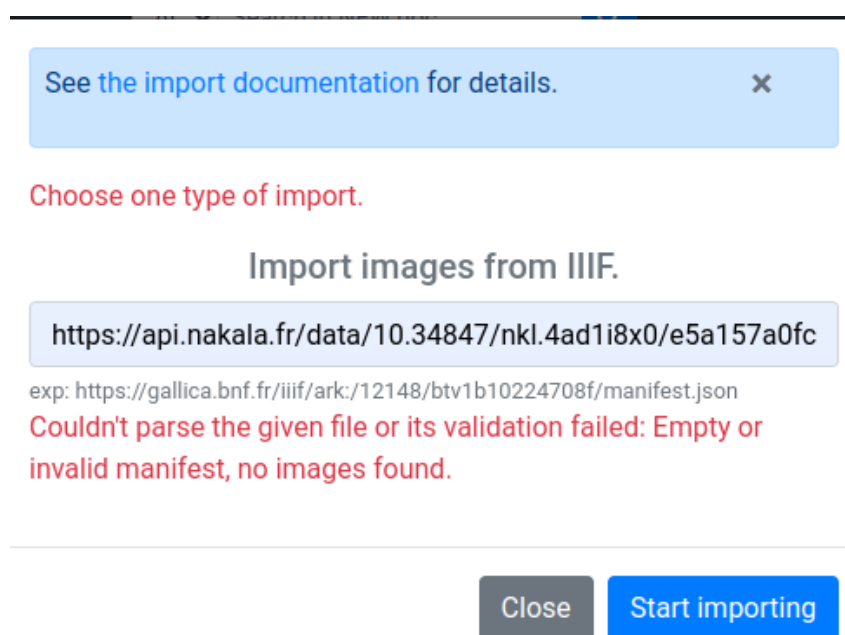 See the import documentation for details. ×
Choose one type of import.
Import images from IIIF.
https://api.nakala.fr/data/10.34847/nkl.4ad1i8x0/e5a157a0fc
exp: https://gallica.bnf.fr/iiif/ark:/12148/btv1b10224708f/manifest.json
Couldn't parse the given file or its validation failed: Empty or
invalid manifest, no images found.
Close Start importing